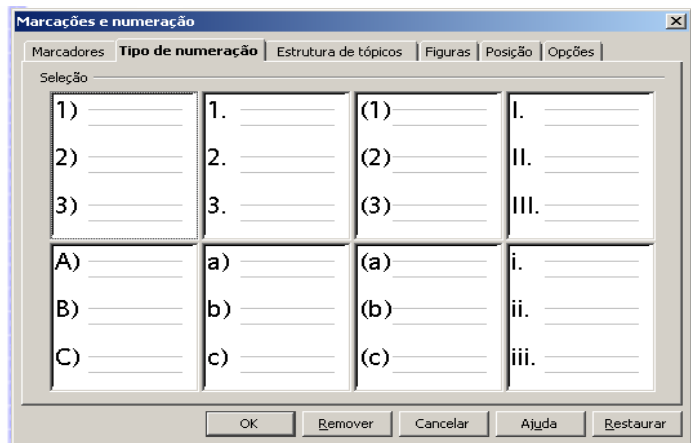 Marcações e numeração
Marcadores Tipo de numeração Estrutura de tópicos Figuras Posição Opções
Seleção
1) 1. (1) I.
2) 2. (2) II.
3) 3. (3) III.
A) a) (a) i.
B) b) (b) ii.
C) c) (c) iii.
OK Remover Cancelar Ajuda Restaurar